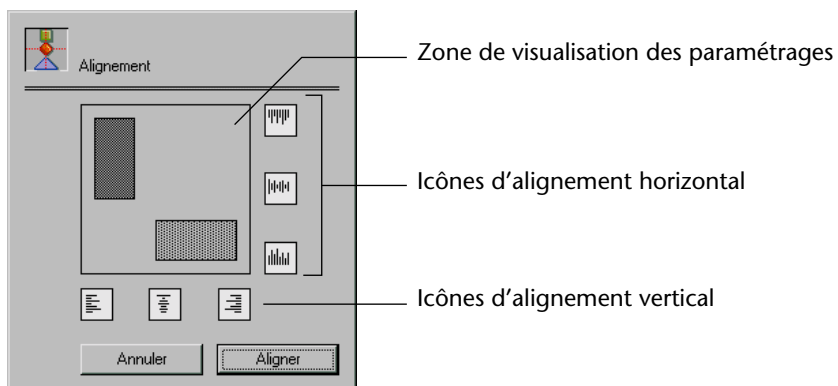 Alignement
Zone de visualisation des paramétrages
Icônes d’alignement horizontal
Icônes d’alignement vertical
Annuler
Aligner